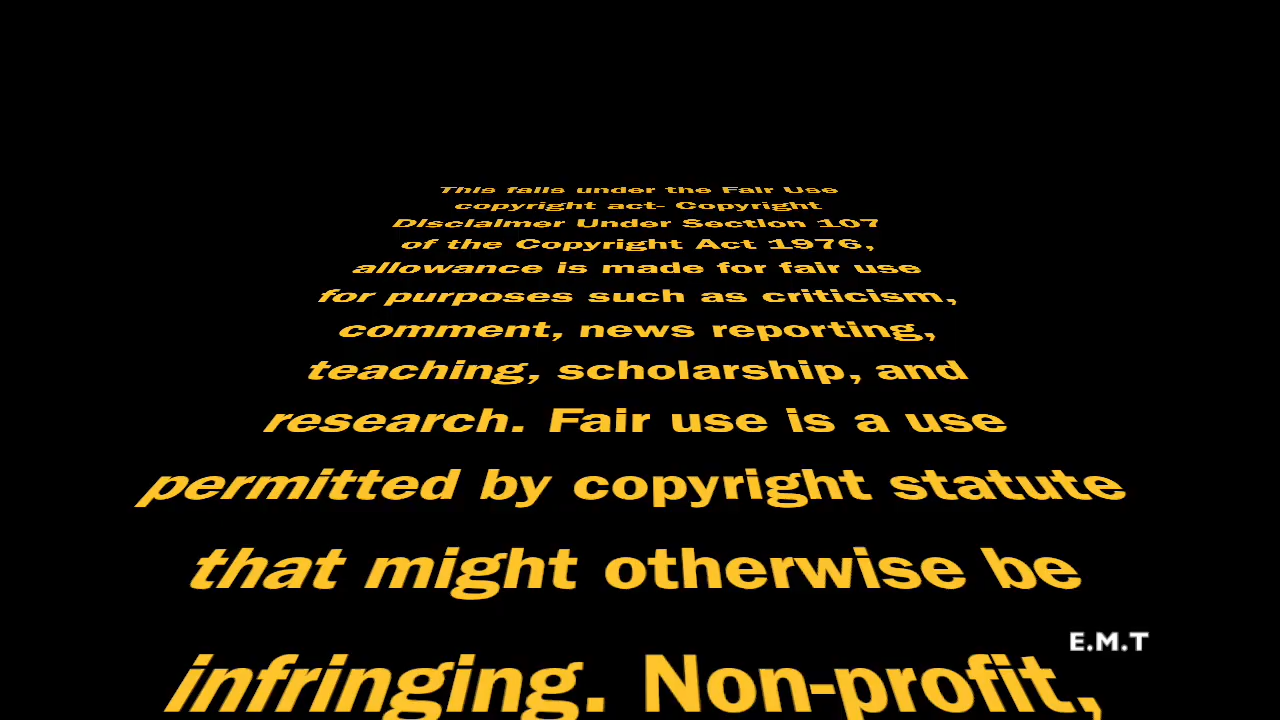 This falls under the Fair Use
copyright act- Copyright
Disclaimer Under Section 107
of the Copyright Act 1976,
allowance is made for fair use
for purposes such as criticism,
comment, news reporting,
teaching, scholarship, and
research. Fair use is a use
permitted by copyright statute
that might otherwise be
E.M.T
infringing. Non-profit,